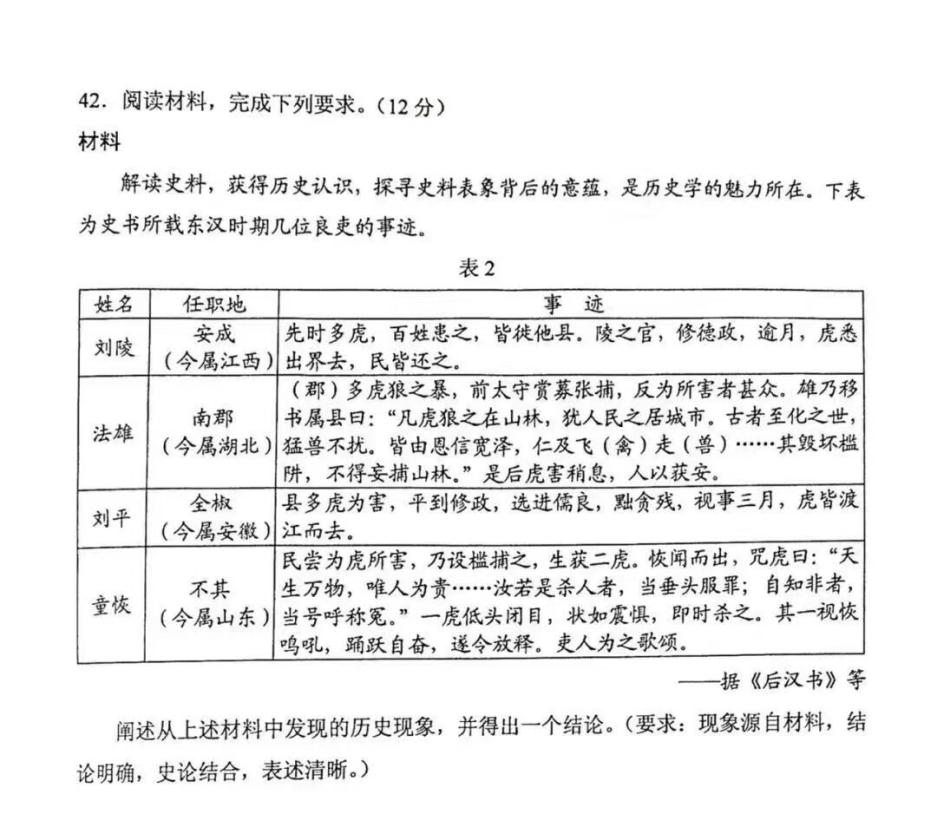 42．阅读材料，完成下列要求。（12 分）
材料
解读史料，获得历史认识，探寻史料表象背后的意蕴，是历史学的魅力所在。下表
为史书所载东汉时期几位良吏的事迹。
表 2
姓名 任职地 事 迹
刘陵
安成
（今属江西）
先时多虎，百姓患之，皆徙他县。陵之官，修德政，逾月，虎悉
出界去，民皆还之。
法雄
南郡
（今属湖北）
（郡）多虎狼之暴，前太守赏募张捕，反为所害者甚众。雄乃移
书属县曰：“凡虎狼之在山林，犹人民之居城市。古者至化之世，
猛兽不扰。皆由恩信宽泽，仁及飞（禽）走（兽）……其毁坏槛
阱，不得妄捕山林。”是后虎害稍息，人以获安。
刘平
全椒
（今属安徽）
县多虎为害，平到修政，选进儒良，黜贪残，视事三月，虎皆渡
江而去。
童恢
不其
（今属山东）
民尝为虎所害，乃设槛捕之，生获二虎。恢闻而出，咒虎曰：“天
生万物，唯人为贵……汝若是杀人者，当垂头服罪；自知非者，
当号呼称冤。”一虎低头闭目，状如震惧，即时杀之。其一视恢
鸣吼，踊跃自奋，遂令放释。吏人为之歌颂。
——据《后汉书》等
阐述从上述材料中发现的历史现象，并得出一个结论。（要求：现象源自材料，结
论明确，史论结合，表述清晰。）